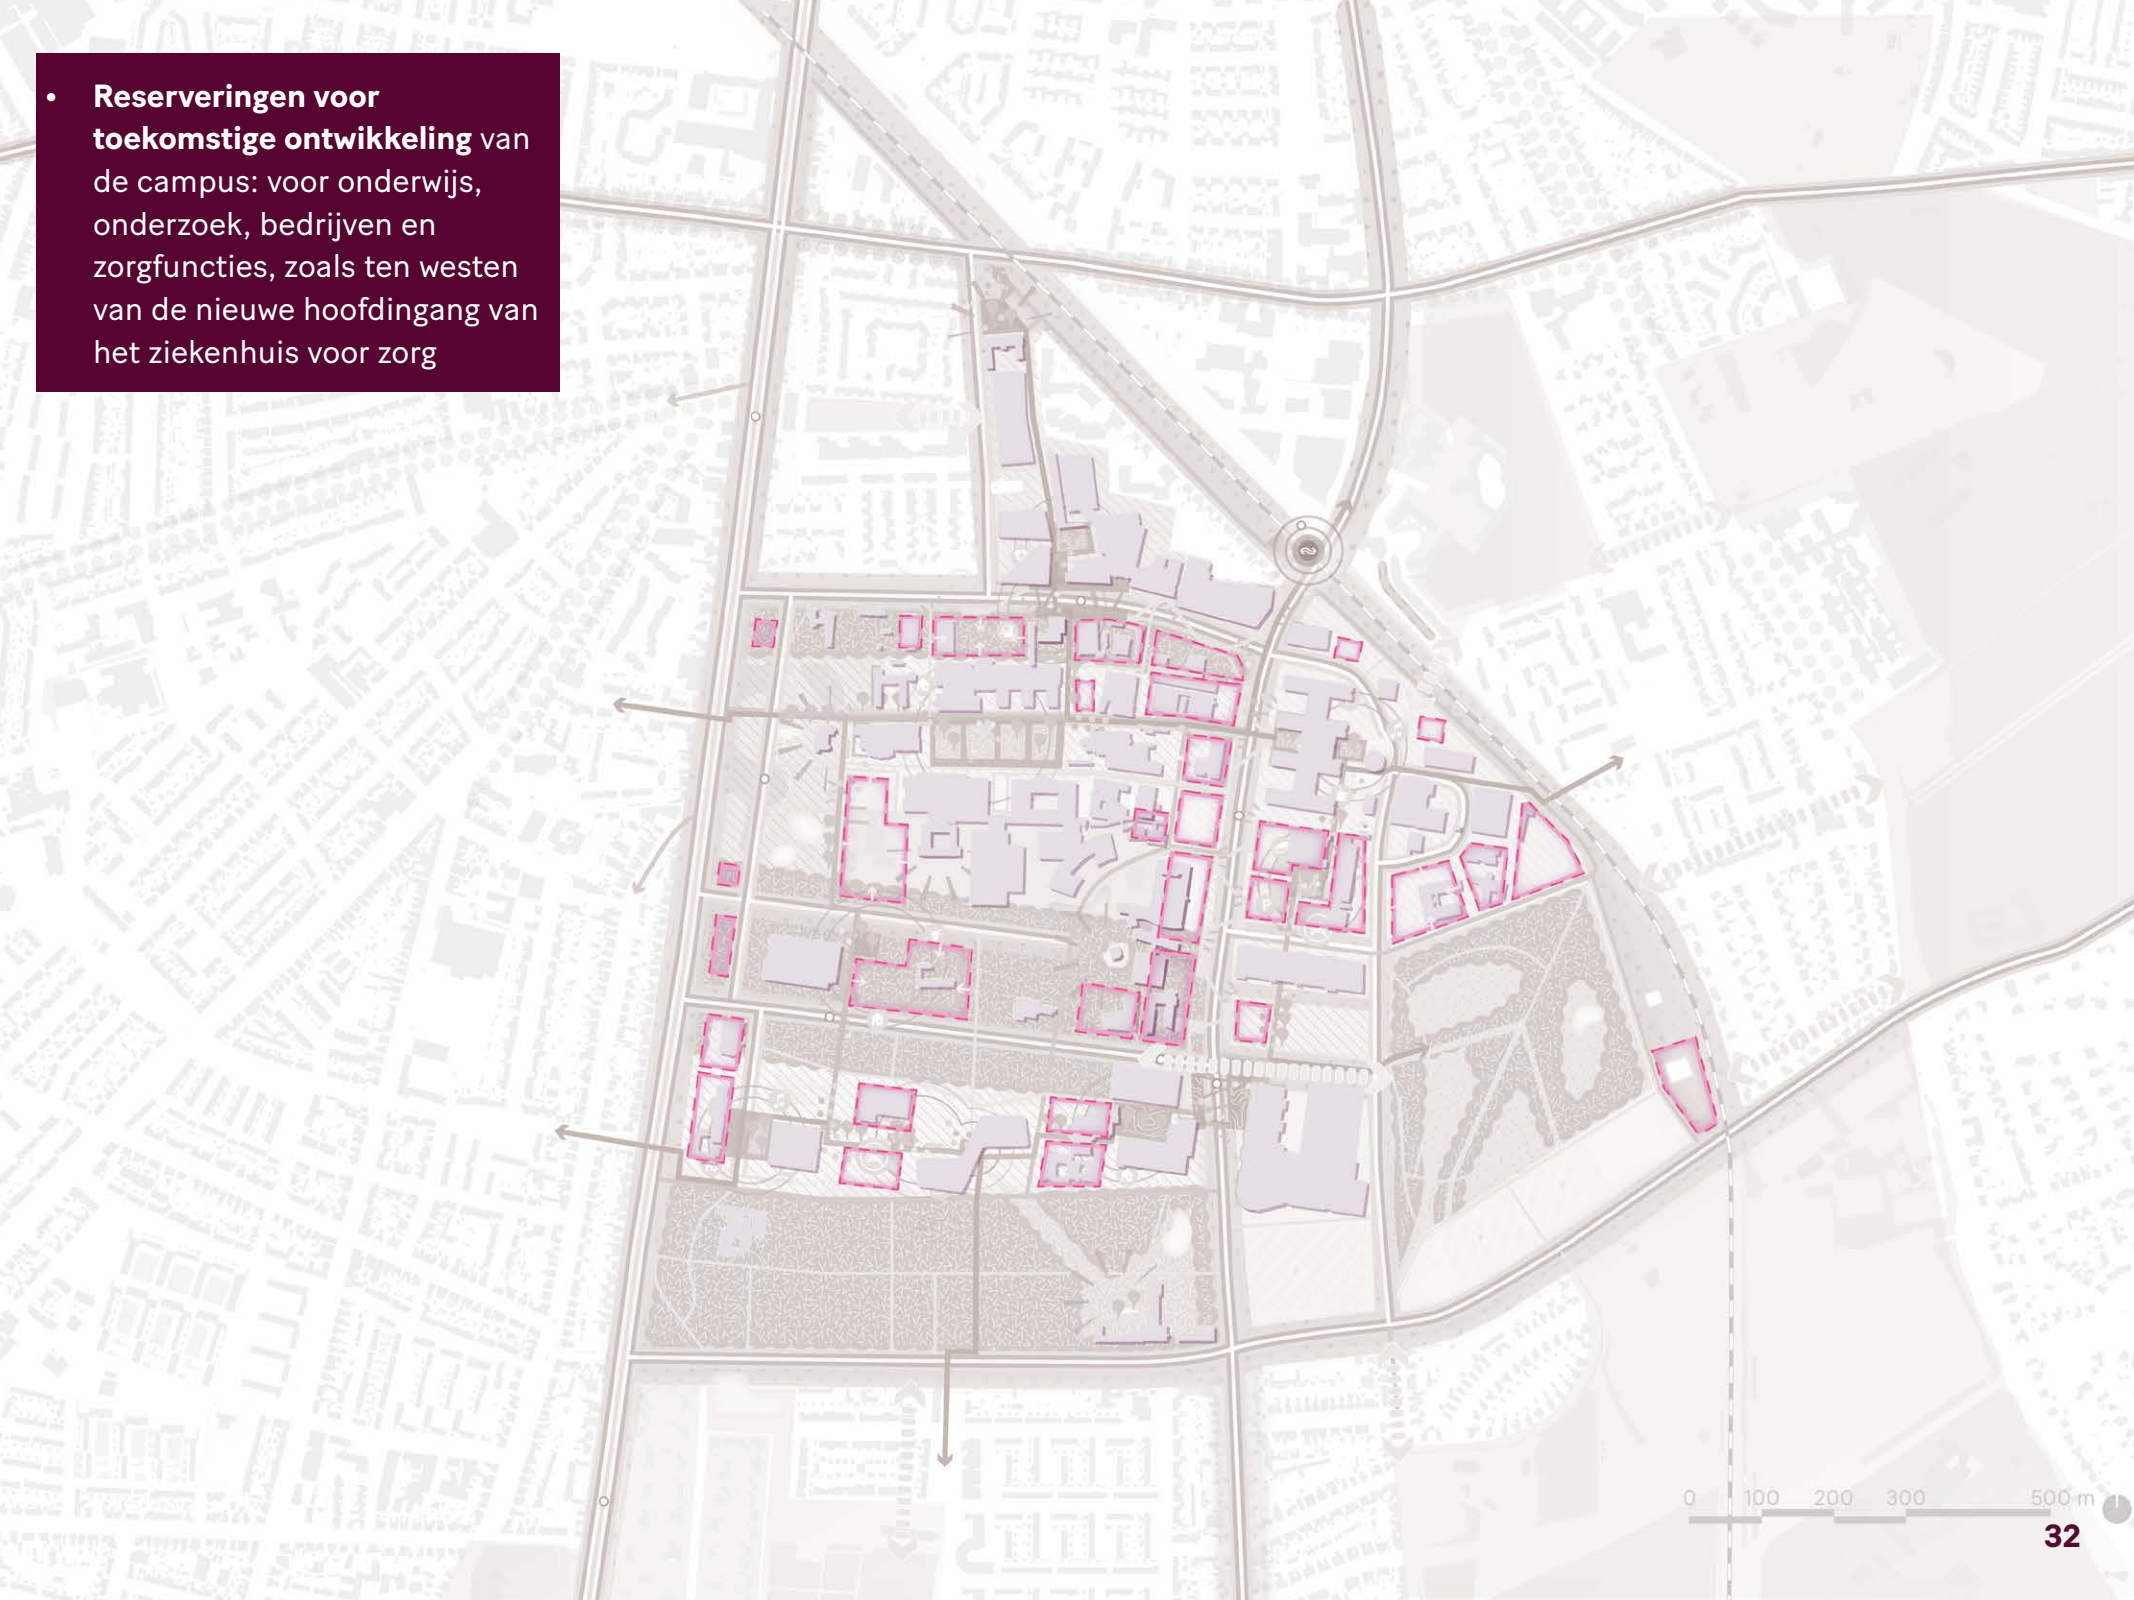 • Reserveringen voor
toekomstige ontwikkeling van
de campus: voor onderwijs,
onderzoek, bedrijven en
zorgfuncties, zoals ten westen
van de nieuwe hoofdingang van
het ziekenhuis voor zorg
P
0 100 200 300 500 m
32